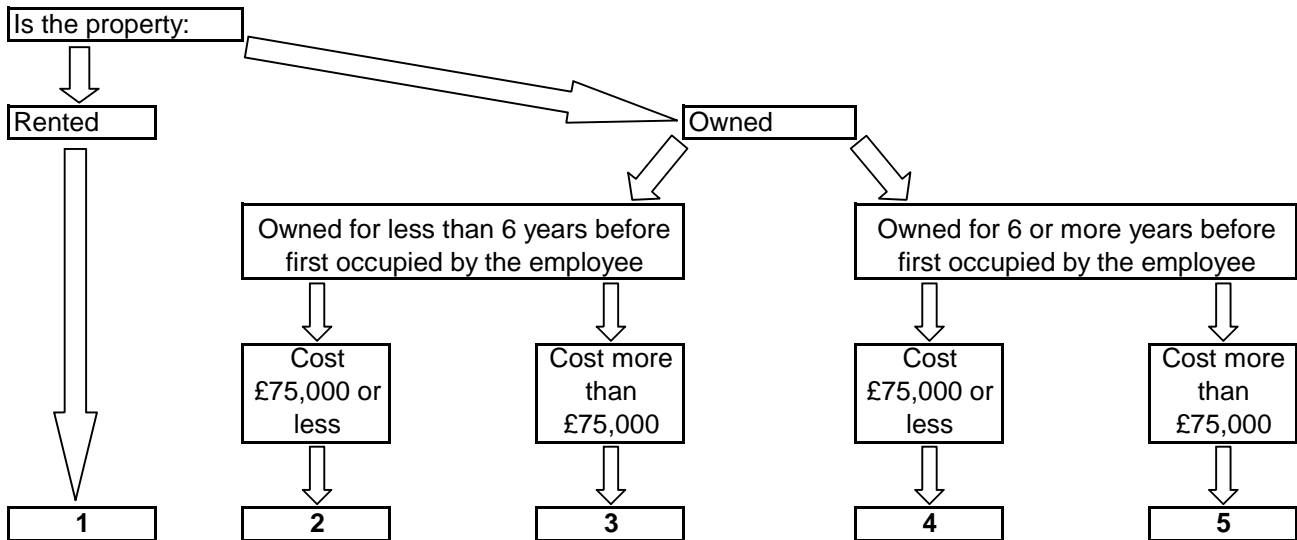 Is the property:
Rented
Owned
Owned for less than 6 years before
first occupied by the employee
Owned for 6 or more years before
first occupied by the employee
Cost
£75,000 or
less
Cost more
than
£75,000
Cost
£75,000 or
less
Cost more
than
£75,000
1
2
3
4
5